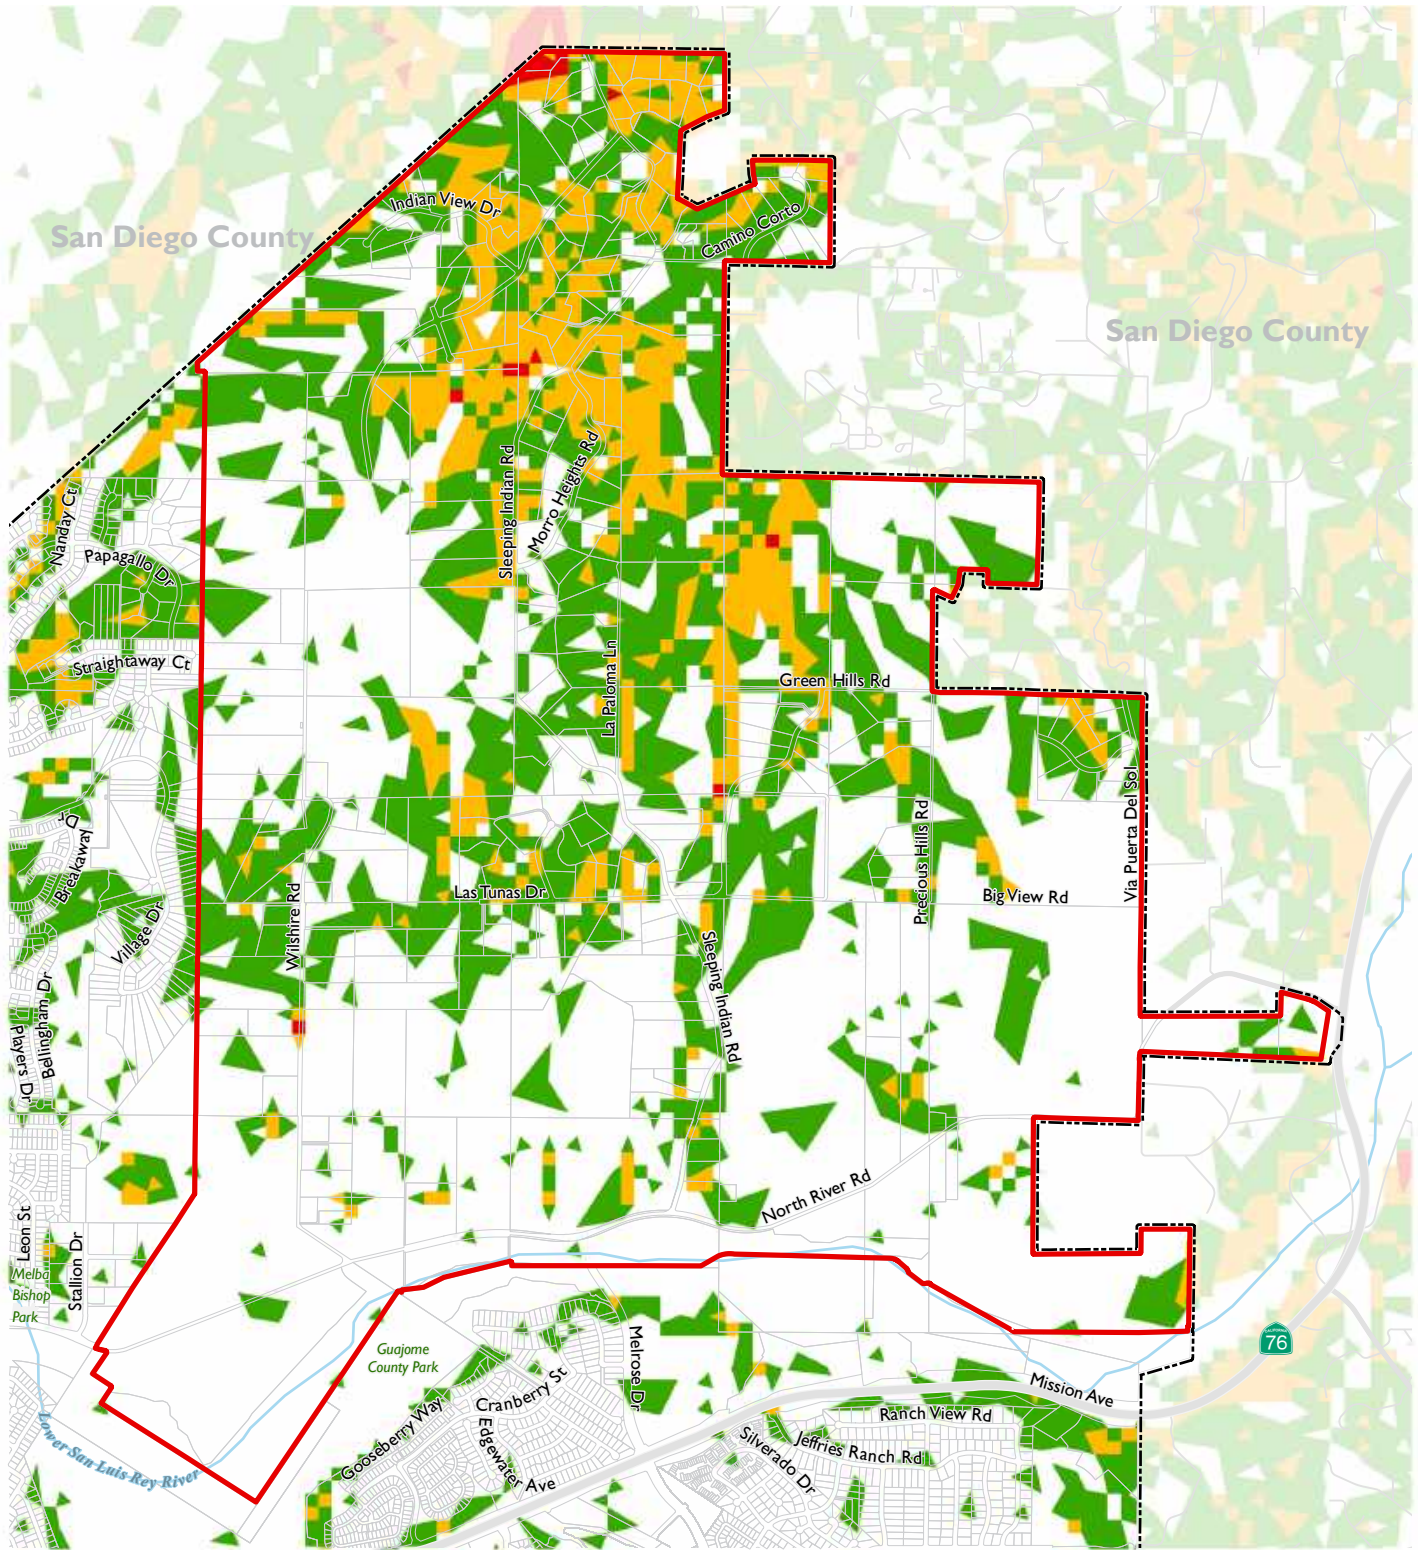 Indian View Dr
Camino Corto
San Diego County
San Diego County
Sleeping Indian Rd
Morro Heights Rd
Nanday Ct
Papagallo Dr
Straightaway Ct
La Paloma Ln
Green Hills Rd
Via Puerta Del Sol
Dr
Breakaway
Precious Hills Rd
Las Tunas Dr
Big View Rd
Wilshire Rd
Village Dr
Sleeping Indian Rd
Bellingham Dr
Players Dr
North River Rd
Leon St
Stallion Dr
Melba
Bishop
Park
Guajome
County Park
Melrose Dr
CALIFORNIA
76
Mission Ave
Cranberry St
Ranch View Rd
Gooseberry Way
Edgewater Ave
Jeffries Ranch Rd
Silverado Dr
Lower San Luis Rey River